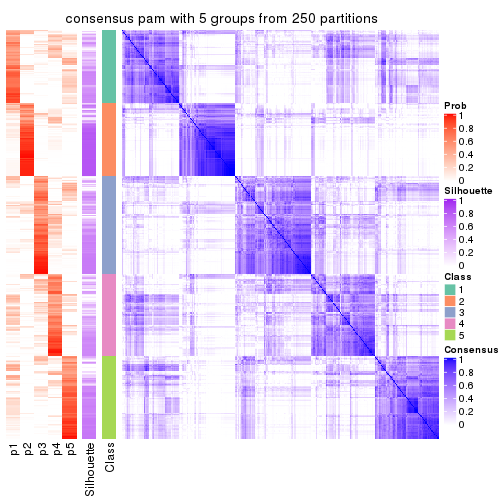 consensus pam with 5 groups from 250 partitions
Prob
1
0.8
0.6
0.4
0.2
0
Silhouette
1
0.8
0.6
0.4
0.2
0
Class
1
2
3
4
5
Consensus
1
0.8
0.6
0.4
0.2
0
p1
p2
p3
p4
p5
Silhouette
Class